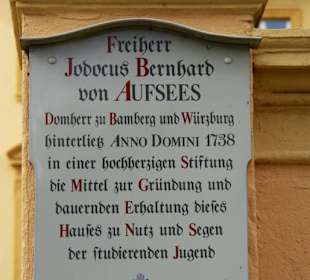 Freiherr
Jodocus Bernhard
von AUFSEES
Domherr zu Bamberg und Würzburg
hinterließ ANNO DOMINI 1738
in einer hochherzigen Stiftung
die Mittel zur Gründung und
dauernden Erhaltung dieses
Hauses zu Nutz und Segen
der studierenden Jugend